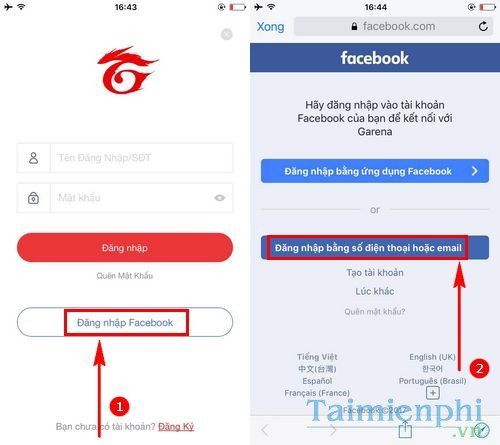 16:43
Tên Đăng Nhập/SĐT
Mật khẩu
Đăng nhập
Quên Mật Khẩu
Đăng nhập Facebook
1
Bạn chưa có tài khoản? Đăng Ký
16:44
Xong
facebook.com
facebook
Hãy đăng nhập vào tài khoản
Facebook của bạn để kết nối với
Garena
Đăng nhập bằng ứng dụng Facebook
or
Đăng nhập bằng số điện thoại hoặc email
Tạo tài khoản
2
Lúc khác
Quên mật khẩu?
Tiếng Việt
English (UK)
中文(台灣)
한국어
Español
Português (Brasil)
Français (France)
Facebook ©2017
Taimienphi
.vn